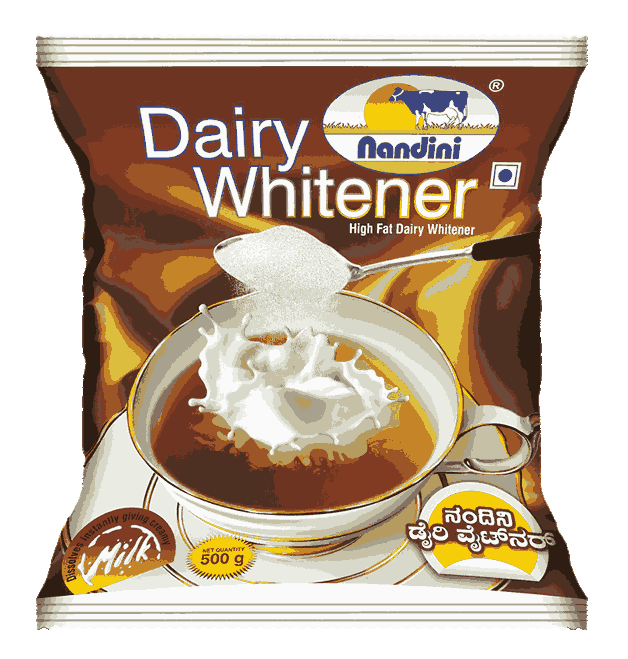 Nandini
®
Dairy
Whitener
High Fat Dairy Whitener
Dissolves instantly giving creamy
Milk
NET QUANTITY
500 g
ನಂದಿನಿ
ಡೈರಿ ವೈಟ್‌ನರ್